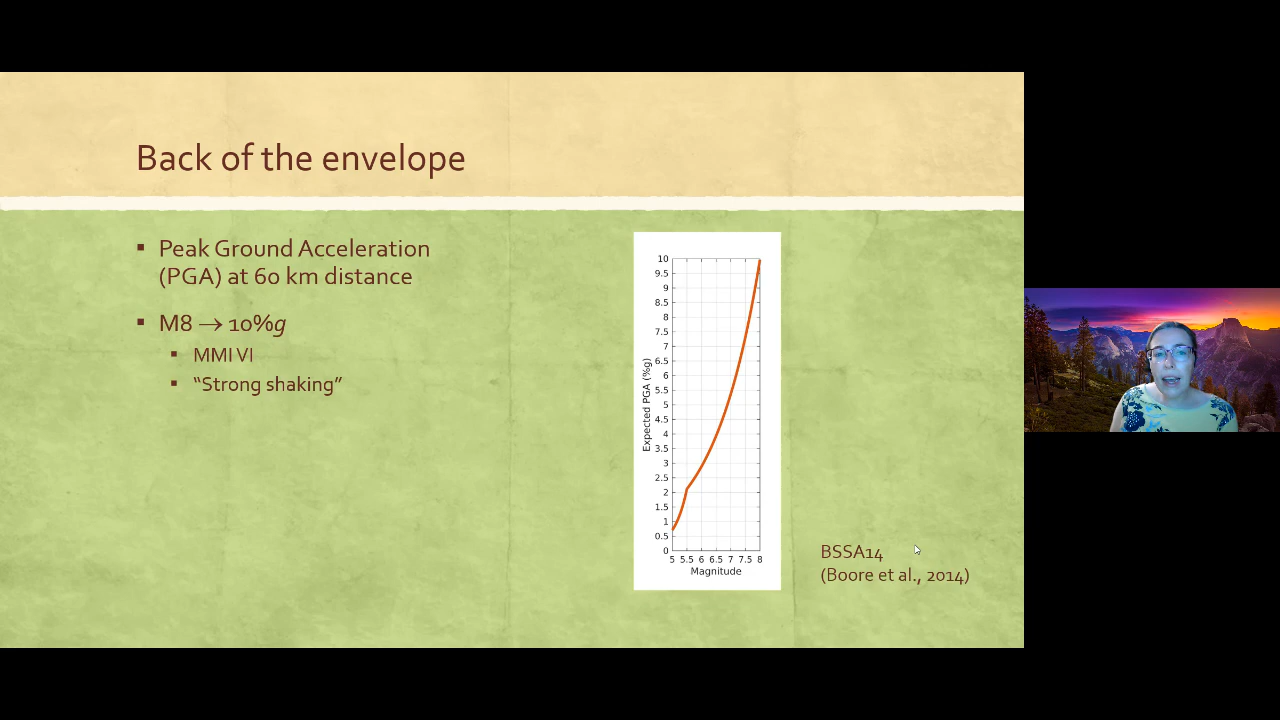 Back of the envelope
▪ Peak Ground Acceleration
(PGA) at 60 km distance
▪ M8 → 10%g
▪ MMI VI
▪ “Strong shaking”
Expected PGA (%g)
10
9.5
9
8.5
8
7.5
7
6.5
6
5.5
5
4.5
4
3.5
3
2.5
2
1.5
1
0.5
0
5 5.5 6 6.5 7 7.5 8
Magnitude
BSSA14
(Boore et al., 2014)